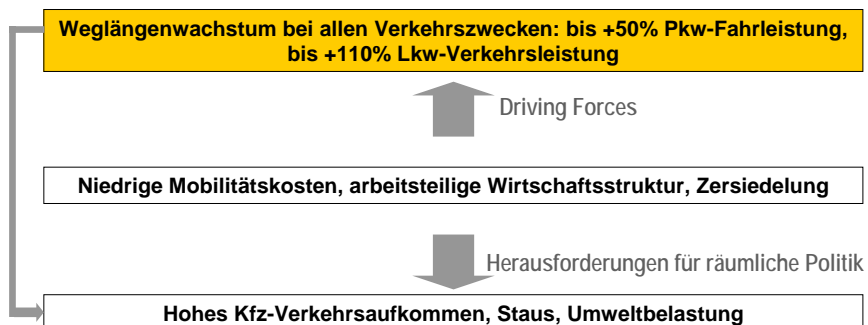 Weglängenwachstum bei allen Verkehrszwecken: bis +50% Pkw-Fahrleistung,
bis +110% Lkw-Verkehrsleistung
Driving Forces
Niedrige Mobilitätskosten, arbeitsteilige Wirtschaftsstruktur, Zersiedelung
Herausforderungen für räumliche Politik
Hohes Kfz-Verkehrsaufkommen, Staus, Umweltbelastung